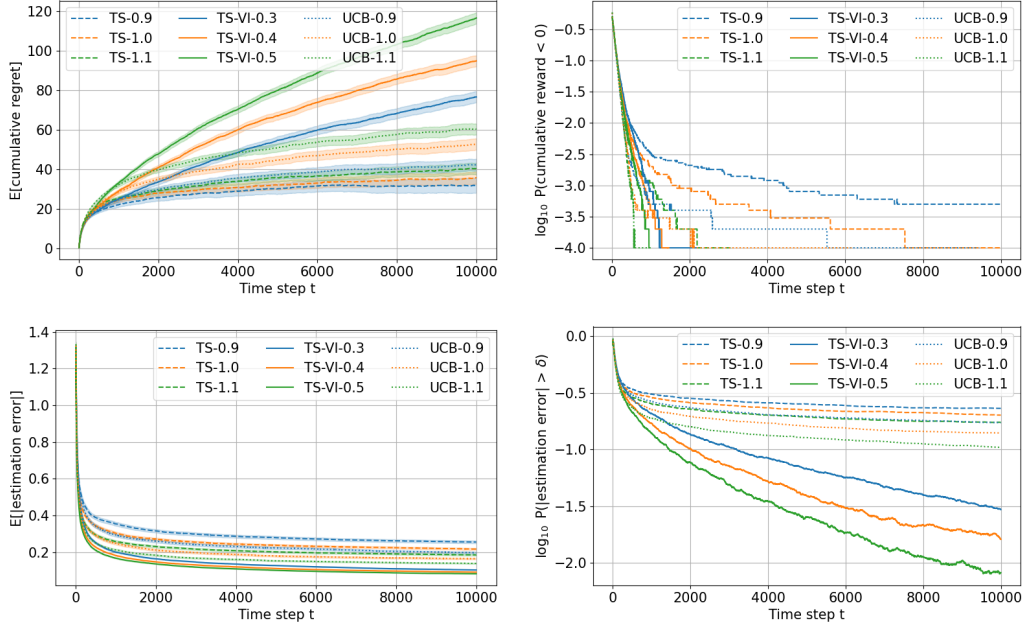 E[cumulative regret]
120
100
80
60
40
20
0
TS-0.9 TS-VI-0.3 UCB-0.9
TS-1.0 TS-VI-0.4 UCB-1.0
TS-1.1 TS-VI-0.5 UCB-1.1
0 2000 4000 6000 8000 10000
Time step t
log₁₀ P(cumulative reward < 0)
−0.5
−1.0
−1.5
−2.0
−2.5
−3.0
−3.5
−4.0
TS-0.9 TS-VI-0.3 UCB-0.9
TS-1.0 TS-VI-0.4 UCB-1.0
TS-1.1 TS-VI-0.5 UCB-1.1
0 2000 4000 6000 8000 10000
Time step t
E[|estimation error|]
1.4
1.2
1.0
0.8
0.6
0.4
0.2
TS-0.9 TS-VI-0.3 UCB-0.9
TS-1.0 TS-VI-0.4 UCB-1.0
TS-1.1 TS-VI-0.5 UCB-1.1
0 2000 4000 6000 8000 10000
Time step t
log₁₀ P(|estimation error| > δ)
0.0
−0.5
−1.0
−1.5
−2.0
TS-0.9 TS-VI-0.3 UCB-0.9
TS-1.0 TS-VI-0.4 UCB-1.0
TS-1.1 TS-VI-0.5 UCB-1.1
0 2000 4000 6000 8000 10000
Time step t